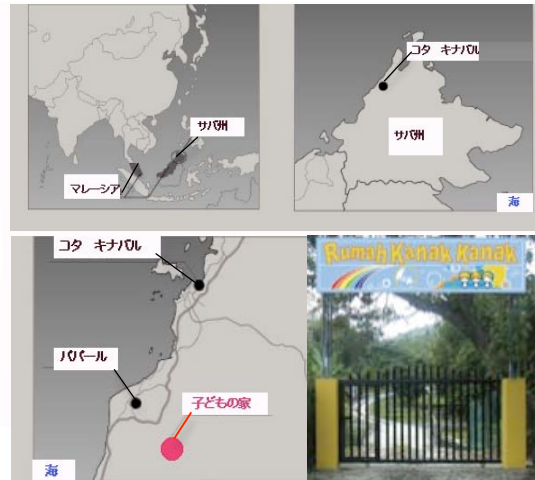 サバ州
マレーシア
コタ キナバル
サバ州
海
コタ キナバル
パパール
子どもの家
海
Rumah Kanak Kanak